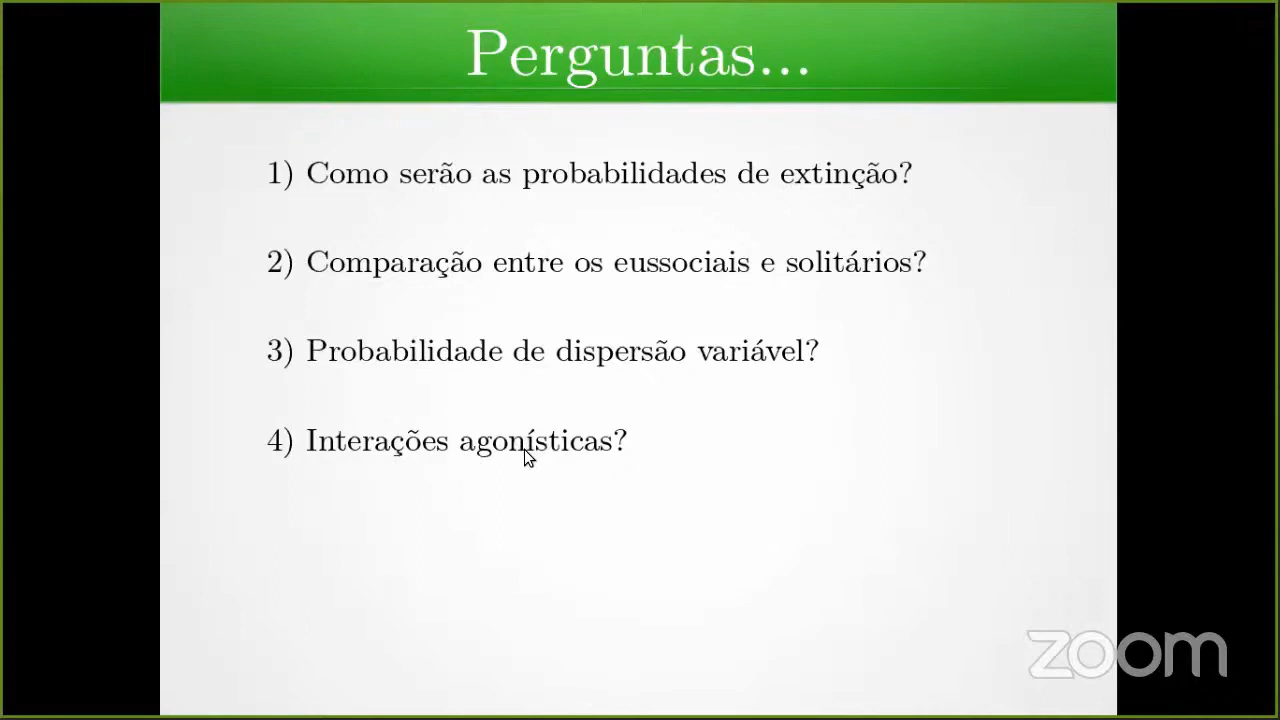 Perguntas...
1) Como serão as probabilidades de extinção?
2) Comparação entre os eussociais e solitários?
3) Probabilidade de dispersão variável?
4) Interações agonísticas?
zoom